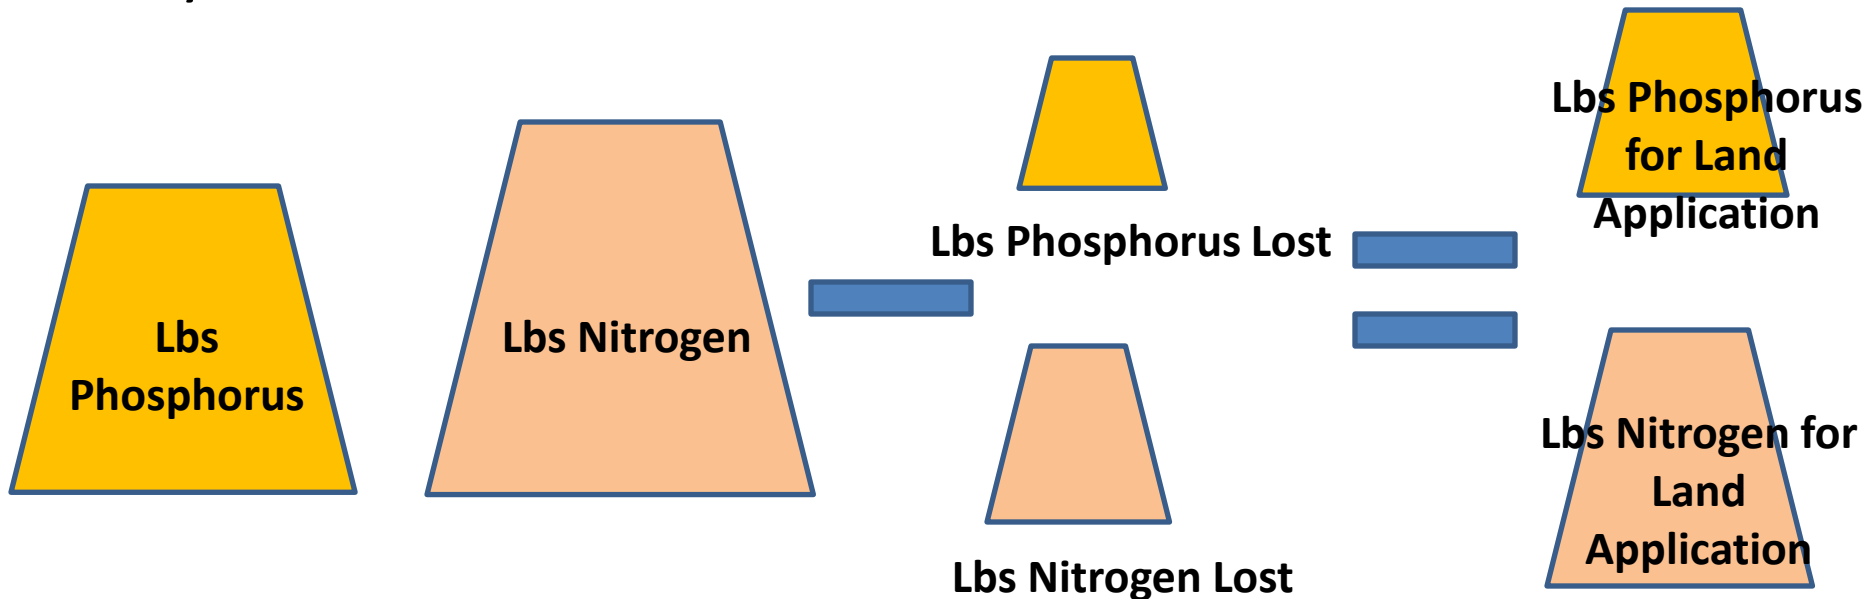 Lbs
Phosphorus
Lbs Nitrogen
Lbs Phosphorus Lost
Lbs Nitrogen Lost
Lbs Phosphorus
for Land
Application
Lbs Nitrogen for
Land
Application